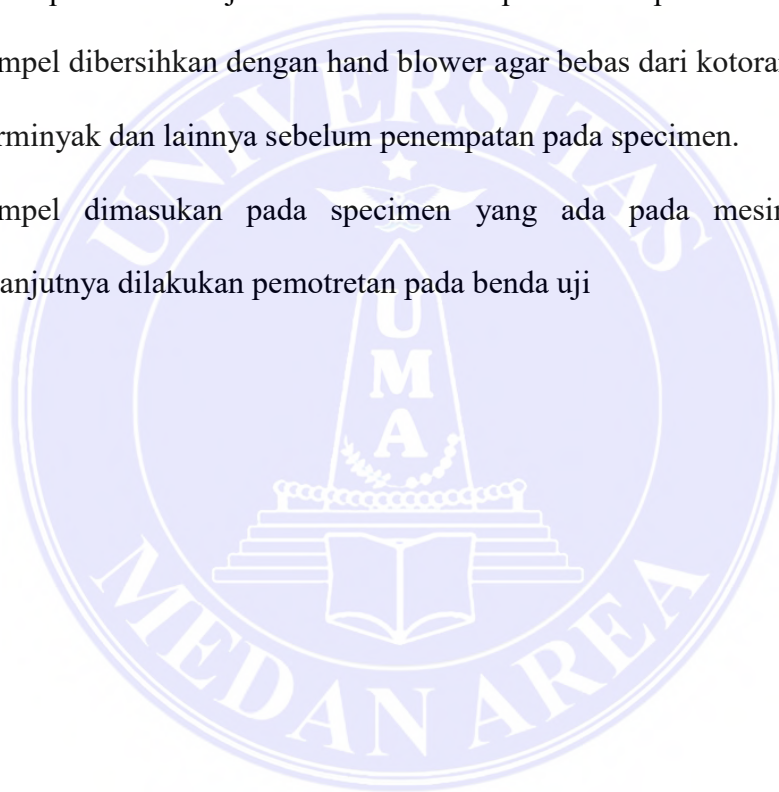 mpel dibersihkan dengan hand blower agar bebas dari kotora
rminyak dan lainnya sebelum penempatan pada specimen.
mpel dimasukan pada specimen yang ada pada mesin
anjutnya dilakukan pemotretan pada benda uji
UNIVERSITAS
U
M
A
MEDAN AREA